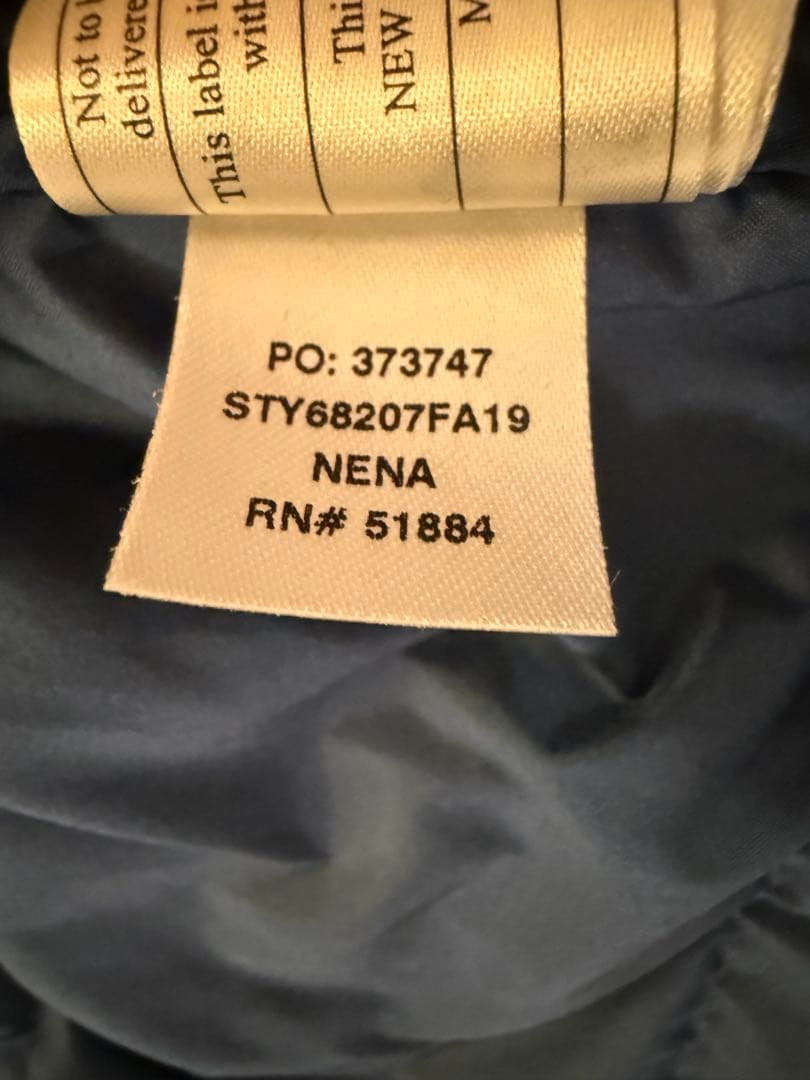 Not to
delivere
This label i
with
Thi
NEW
M
PO: 373747
STY68207FA19
NENA
RN# 51884